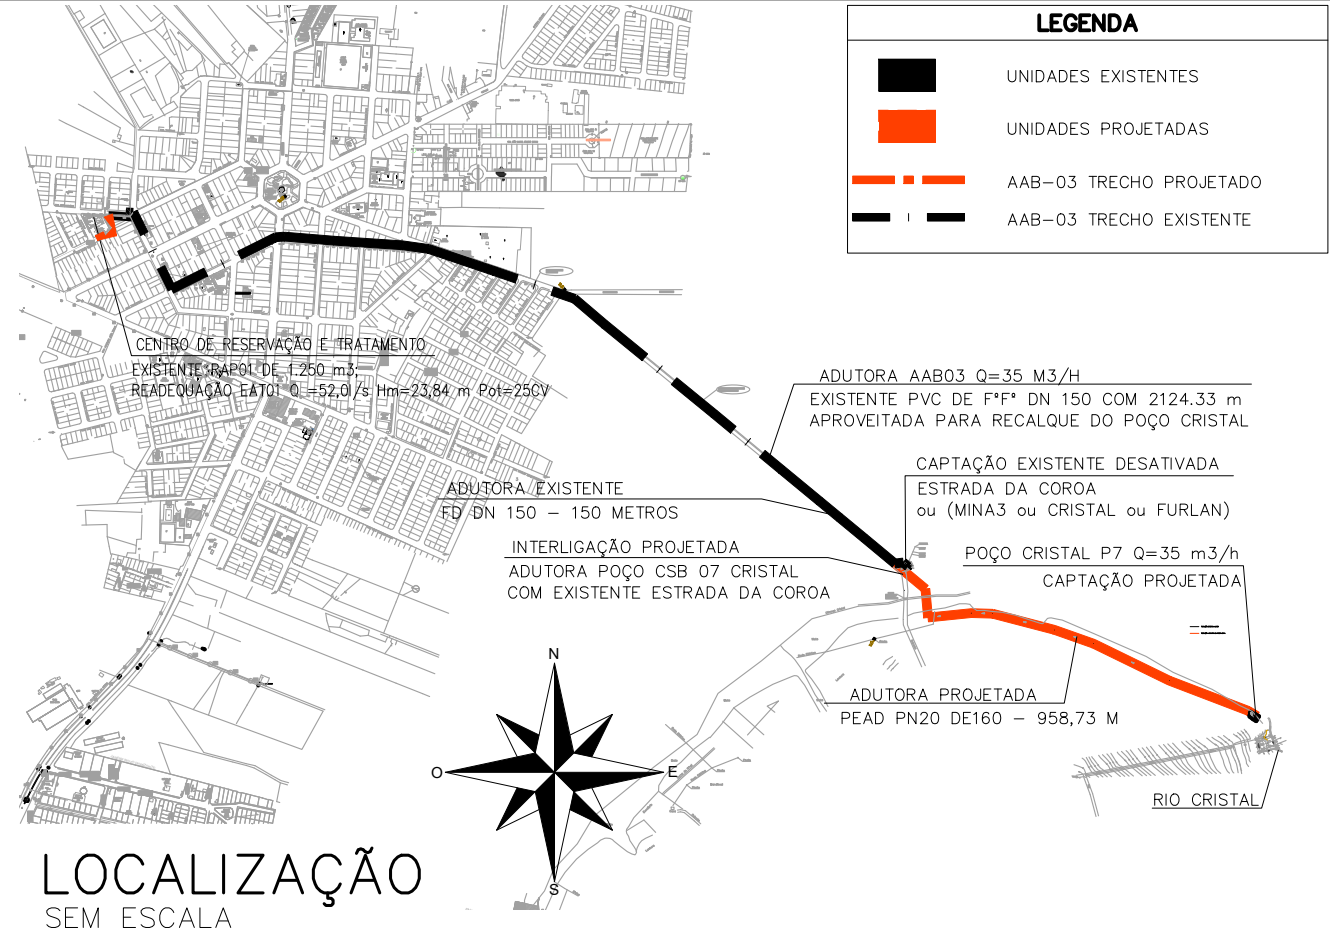 LEGENDA
UNIDADES EXISTENTES
UNIDADES PROJETADAS
AAB-03 TRECHO PROJETADO
AAB-03 TRECHO EXISTENTE
CENTRO DE RESERVAÇÃO E TRATAMENTO
EXISTENTE:RAP01 DE 1.250 m3;
READEQUAÇÃO EAT01 Q =52,0l/s Hm=23,84 m Pot=25CV
ADUTORA AAB03 Q=35 M3/H
EXISTENTE PVC DE F°F° DN 150 COM 2124.33 m
APROVEITADA PARA RECALQUE DO POÇO CRISTAL
CAPTAÇÃO EXISTENTE DESATIVADA
ESTRADA DA COROA
ou (MINA3 ou CRISTAL ou FURLAN)
ADUTORA EXISTENTE
FD DN 150 - 150 METROS
INTERLIGAÇÃO PROJETADA
ADUTORA POÇO CSB 07 CRISTAL
COM EXISTENTE ESTRADA DA COROA
POÇO CRISTAL P7 Q=35 m3/h
CAPTAÇÃO PROJETADA
ADUTORA PROJETADA
PEAD PN20 DE160 - 958,73 M
RIO CRISTAL
N
O
E
S
LOCALIZAÇÃO
SEM ESCALA